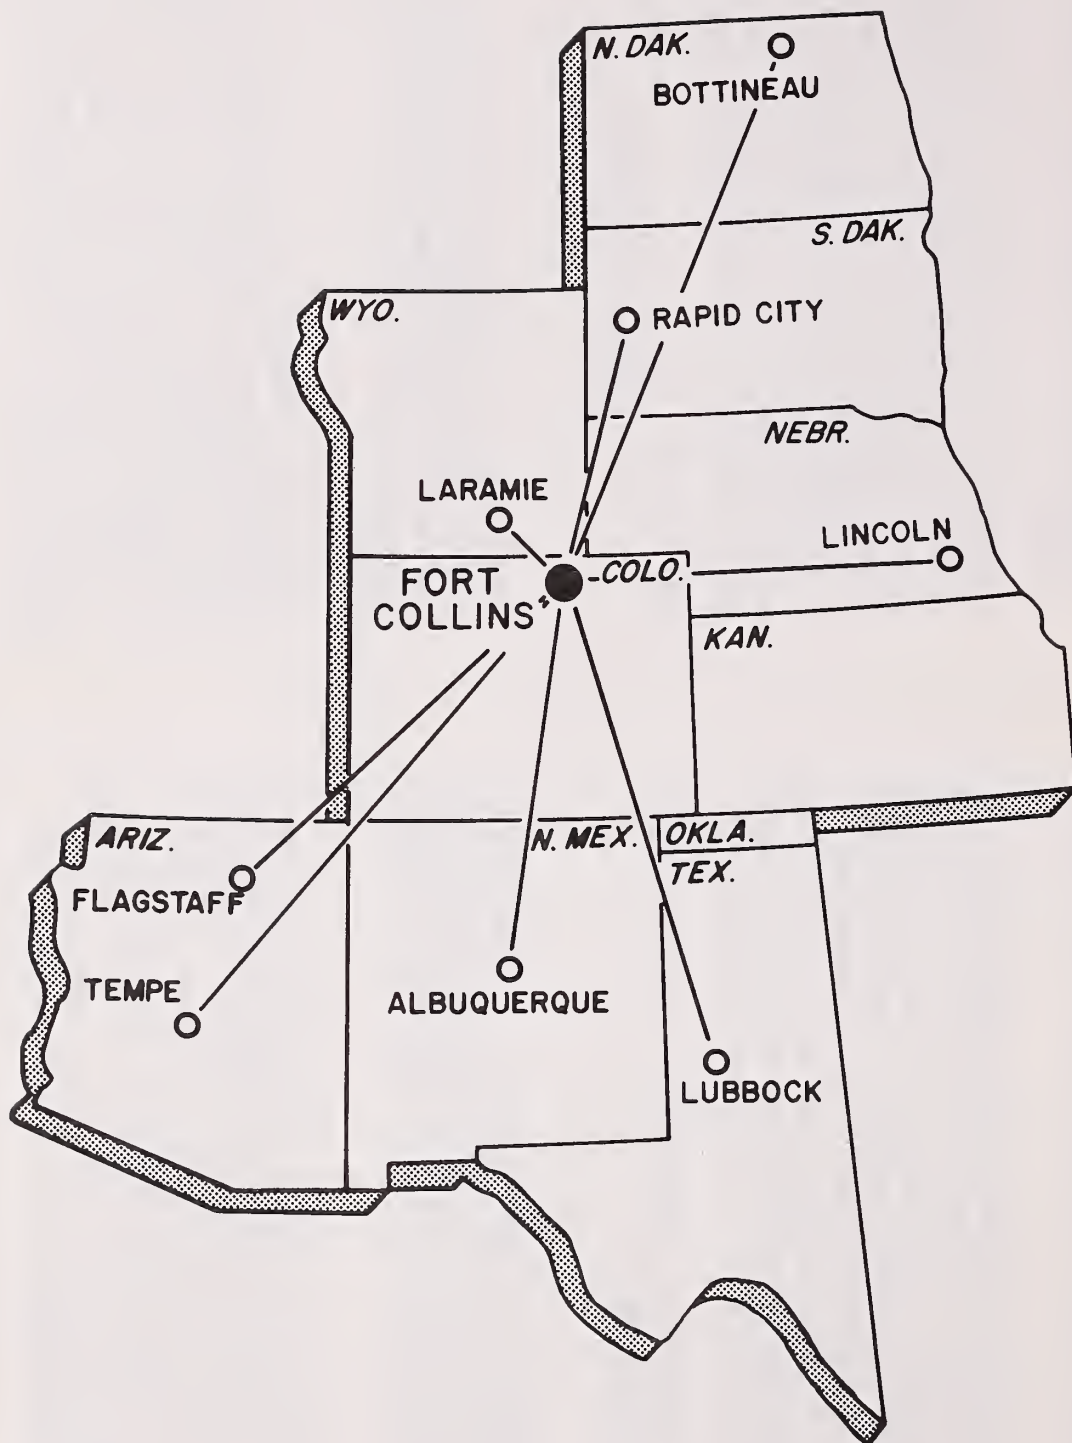 N. DAK.
BOTTINEAU
S. DAK.
WYO.
RAPID CITY
NEBR.
LARAMIE
LINCOLN
FORT
COLLINS
COLO.
KAN.
ARIZ.
N. MEX.
OKLA.
TEX.
FLAGSTAFF
TEMPE
ALBUQUERQUE
LUBBOCK